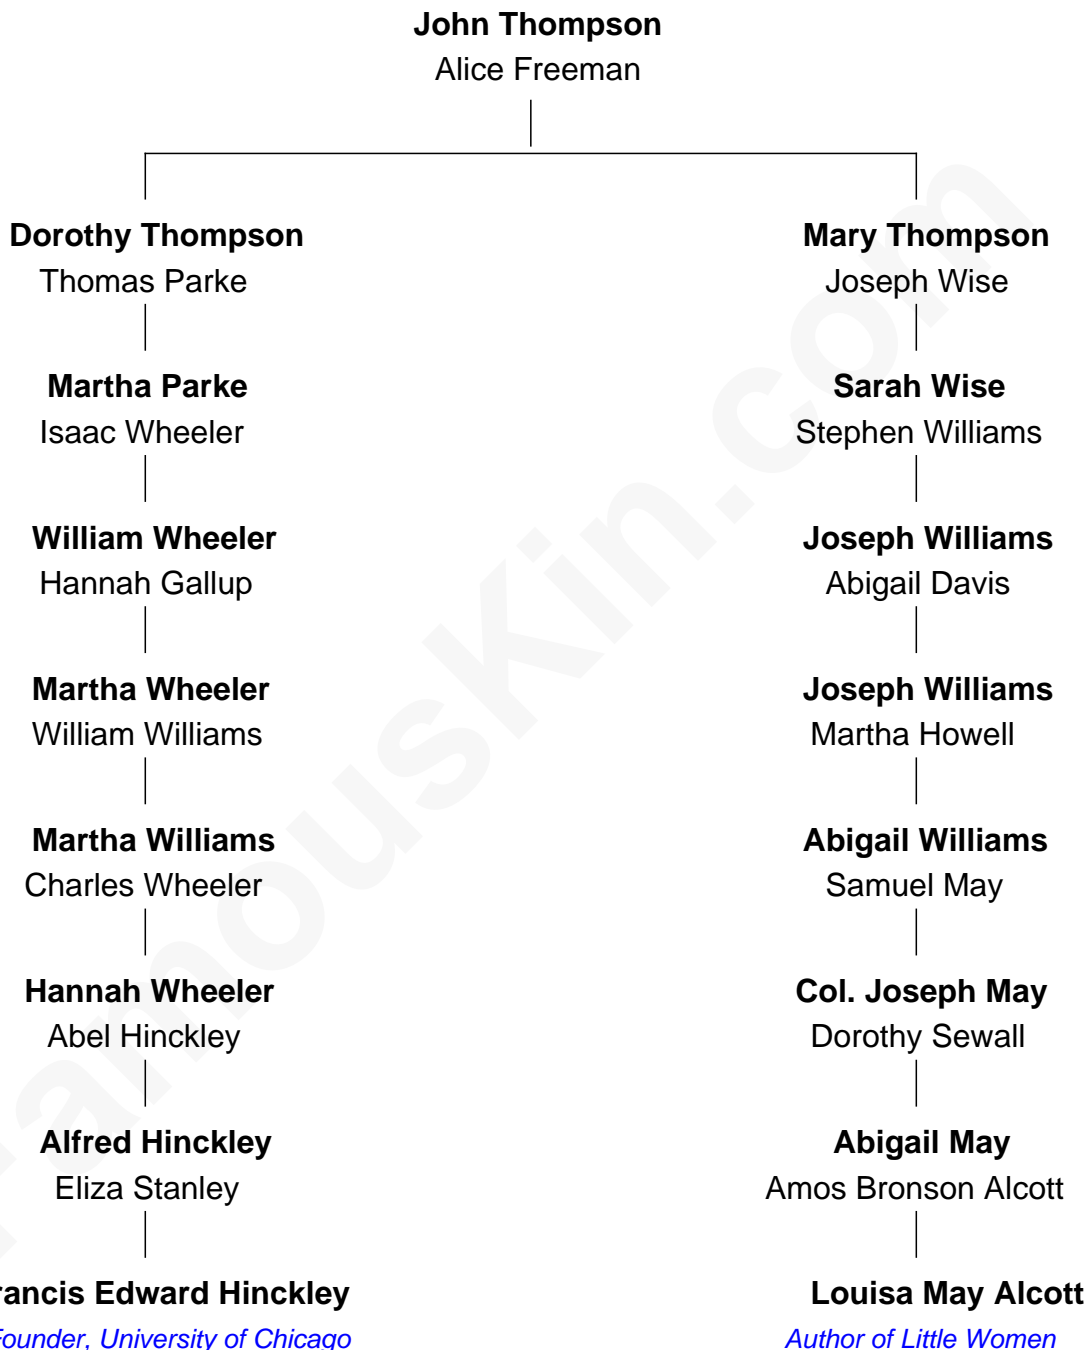 John Thompson
Alice Freeman
Dorothy Thompson
Thomas Parke
Martha Parke
Isaac Wheeler
William Wheeler
Hannah Gallup
Martha Wheeler
William Williams
Martha Williams
Charles Wheeler
Hannah Wheeler
Abel Hinckley
Alfred Hinckley
Eliza Stanley
rancis Edward Hinckley
Founder, University of Chicago
Mary Thompson
Joseph Wise
Sarah Wise
Stephen Williams
Joseph Williams
Abigail Davis
Joseph Williams
Martha Howell
Abigail Williams
Samuel May
Col. Joseph May
Dorothy Sewall
Abigail May
Amos Bronson Alcott
Louisa May Alcott
Author of Little Women
FamousKin.com